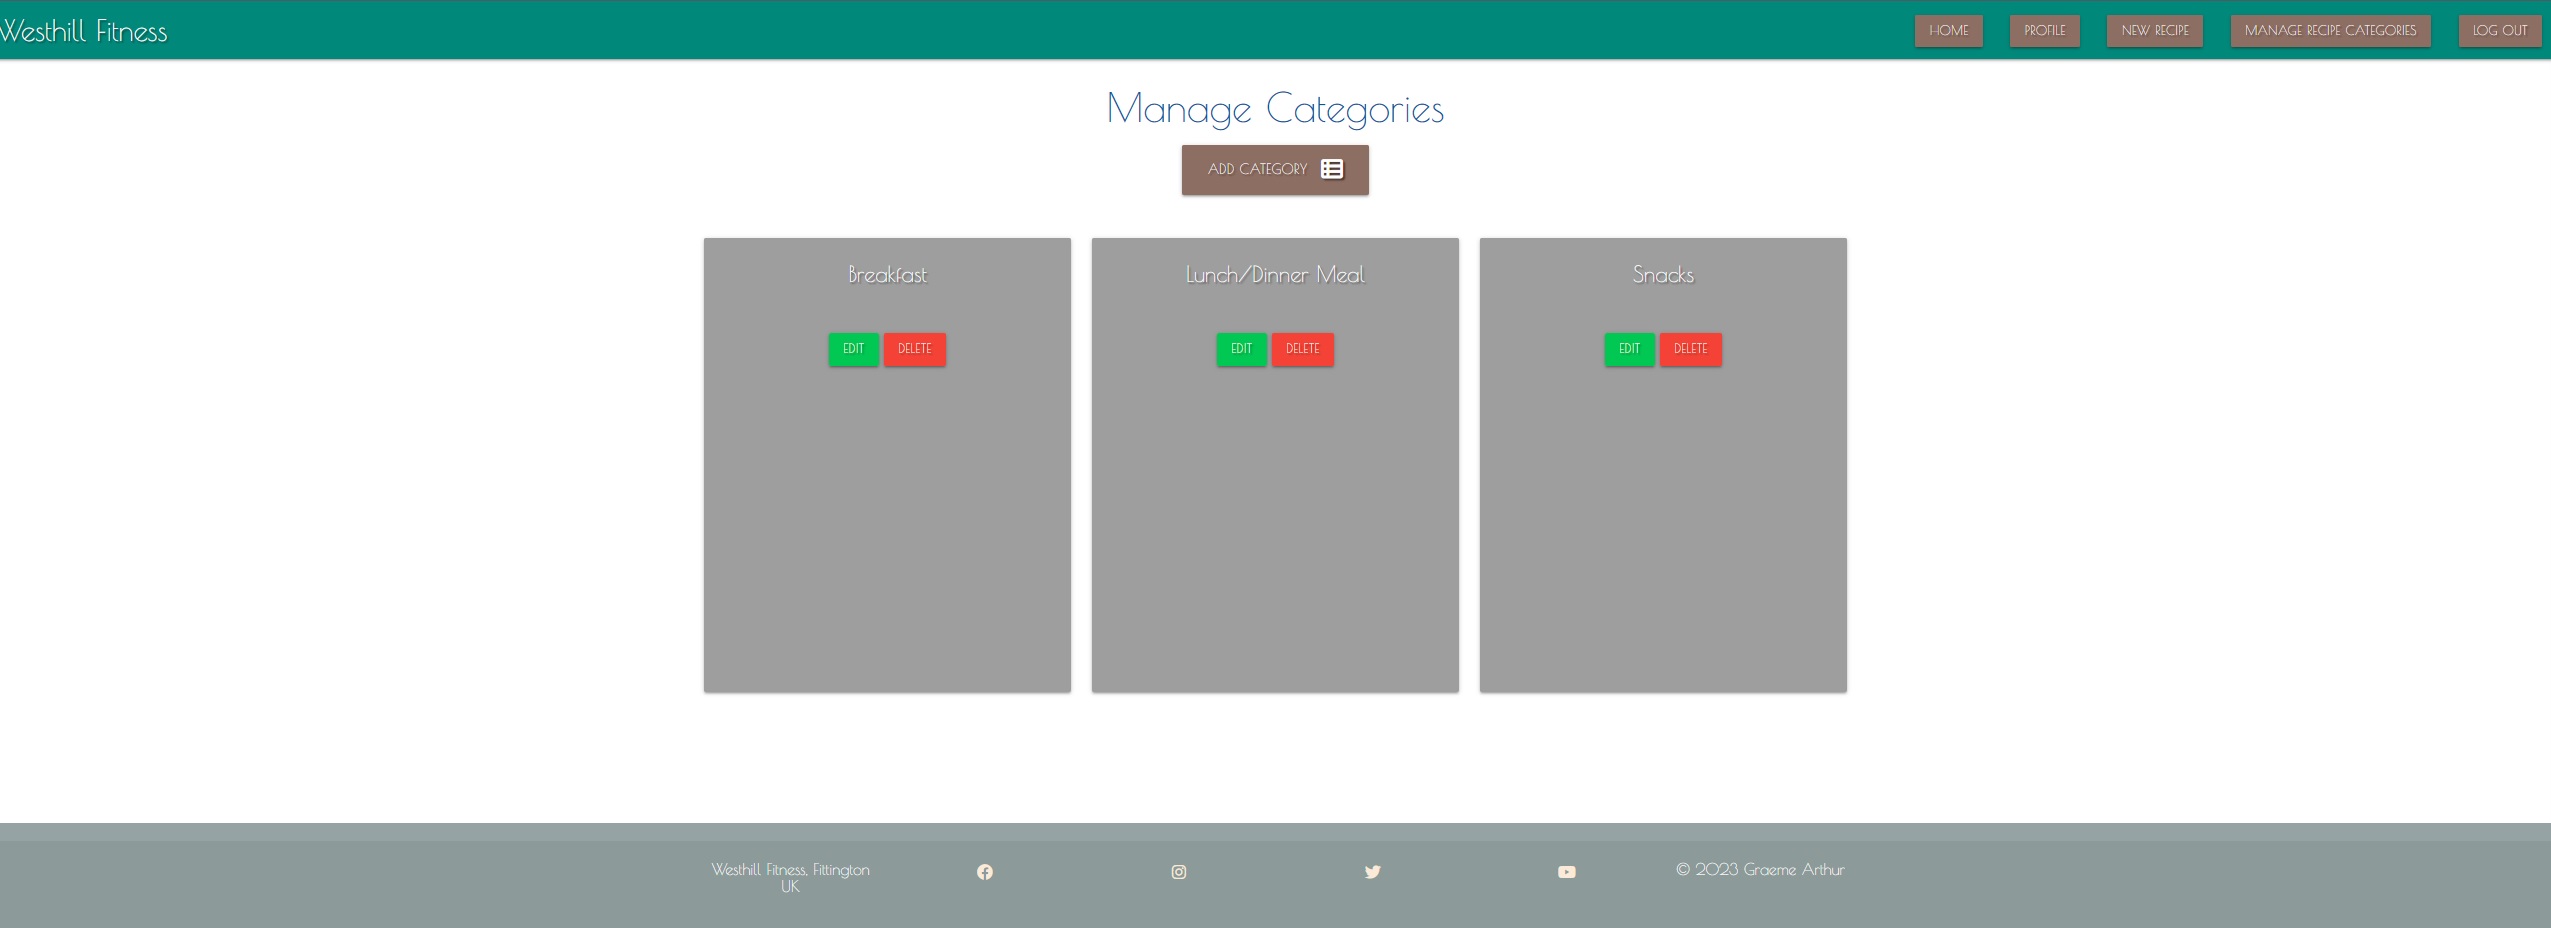 Westhill Fitness
HOME
PROFILE
NEW RECIPE
MANAGE RECIPE CATEGORIES
LOG OUT
Manage Categories
ADD CATEGORY
Breakfast
Lunch/Dinner Meal
Snacks
EDIT
DELETE
EDIT
DELETE
EDIT
DELETE
Westhill Fitness, Fittington
UK
© 2023 Graeme Arthur